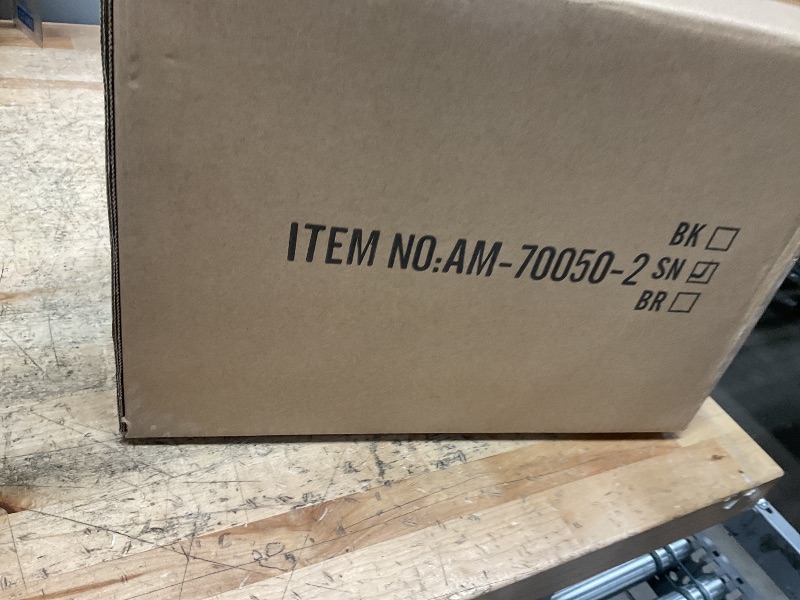 ITEM NO:AM-70050-2
BK ☐
SN ☑
BR ☐